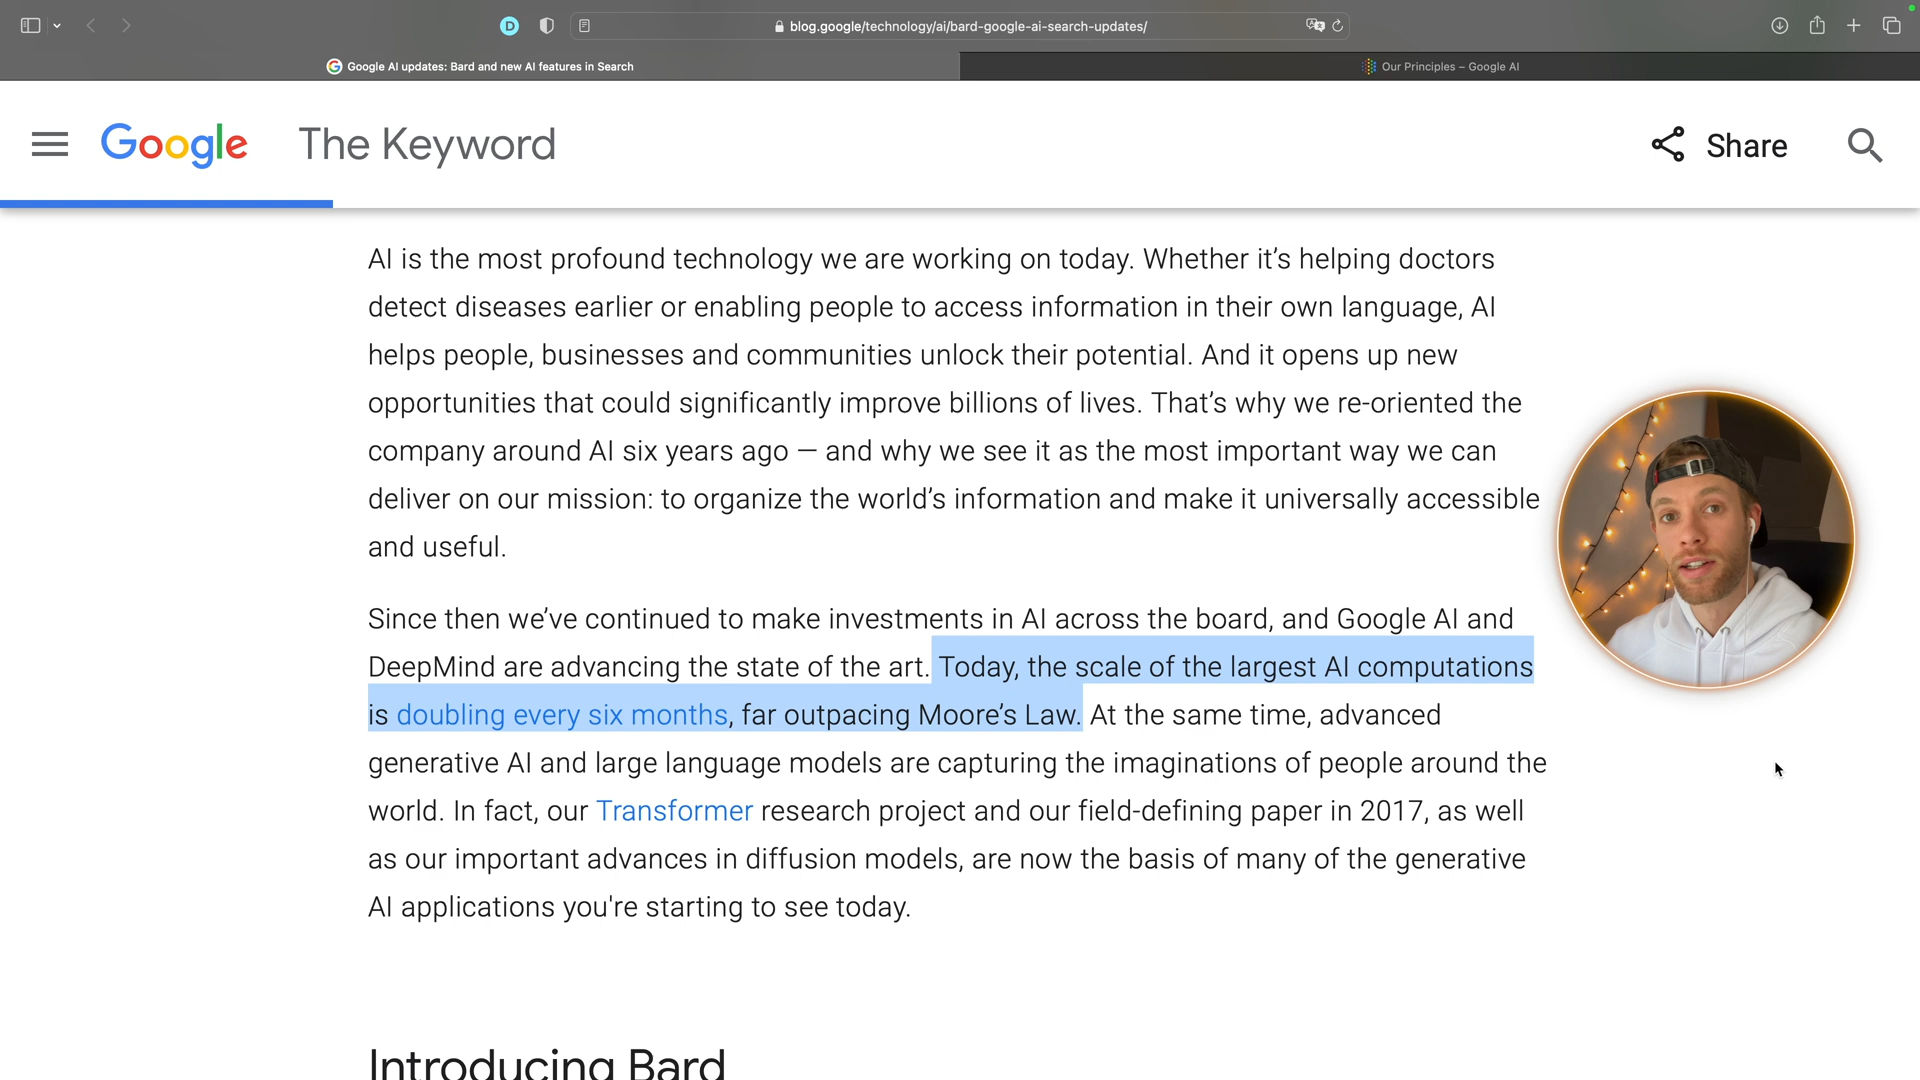 blog.google/technology/ai/bard-google-ai-search-updates/
Google AI updates: Bard and new AI features in Search
Our Principles – Google AI
Google The Keyword
Share
AI is the most profound technology we are working on today. Whether it’s helping doctors
detect diseases earlier or enabling people to access information in their own language, AI
helps people, businesses and communities unlock their potential. And it opens up new
opportunities that could significantly improve billions of lives. That’s why we re-oriented the
company around AI six years ago — and why we see it as the most important way we can
deliver on our mission: to organize the world’s information and make it universally accessible
and useful.
Since then we’ve continued to make investments in AI across the board, and Google AI and
DeepMind are advancing the state of the art. Today, the scale of the largest AI computations
is doubling every six months, far outpacing Moore’s Law. At the same time, advanced
generative AI and large language models are capturing the imaginations of people around the
world. In fact, our Transformer research project and our field-defining paper in 2017, as well
as our important advances in diffusion models, are now the basis of many of the generative
AI applications you're starting to see today.
Introducing Bard